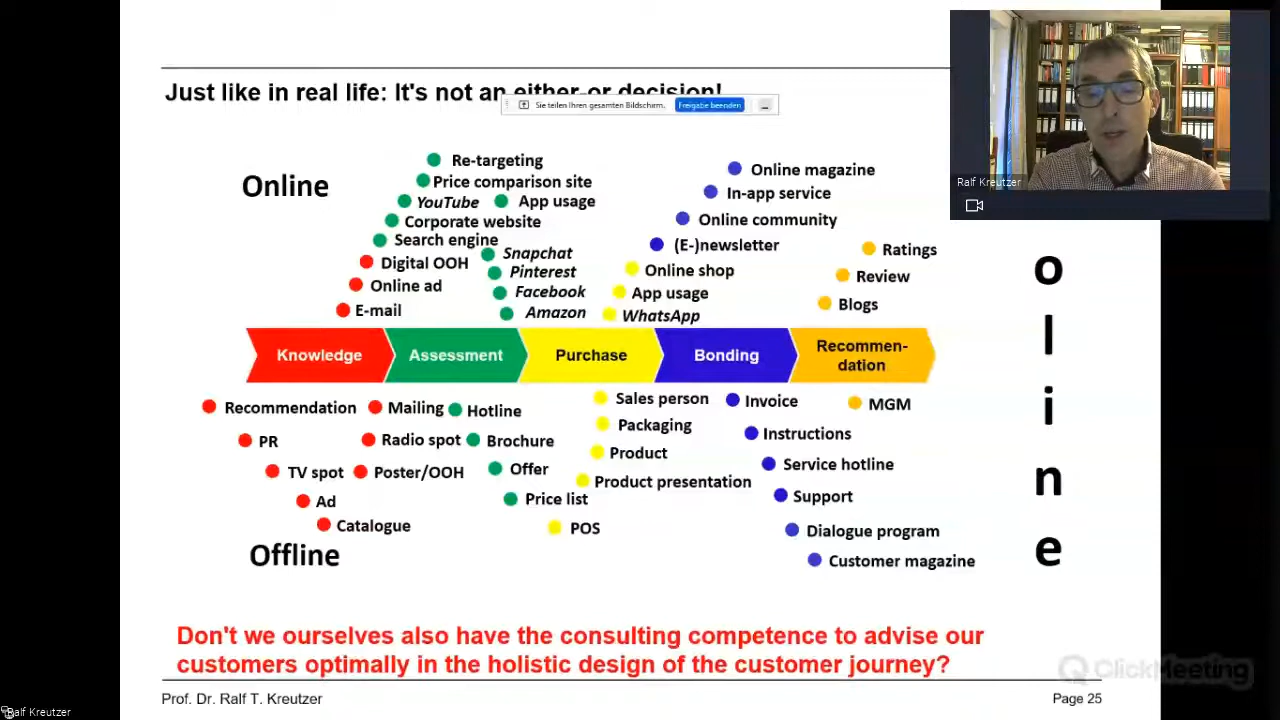 Just like in real life: It's not an either-or decision!
Sie teilen Ihren gesamten Bildschirm.
Freigabe beenden
Ralf Kreutzer
Online
Re-targeting
Price comparison site
YouTube
App usage
Corporate website
Search engine
Snapchat
Digital OOH
Pinterest
Online ad
Facebook
E-mail
Amazon
Online magazine
In-app service
Online community
(E-)newsletter
Online shop
App usage
WhatsApp
Ratings
Review
Blogs
Knowledge
Assessment
Purchase
Bonding
Recommen-
dation
Recommendation
Mailing
Hotline
PR
Radio spot
Brochure
TV spot
Poster/OOH
Offer
Ad
Price list
Catalogue
POS
Sales person
Packaging
Product
Product presentation
Invoice
Instructions
Service hotline
Support
Dialogue program
Customer magazine
MGM
Offline
o
l
i
n
e
Don't we ourselves also have the consulting competence to advise our
customers optimally in the holistic design of the customer journey?
ClickMeeting
Prof. Dr. Ralf T. Kreutzer
Page 25
Ralf Kreutzer